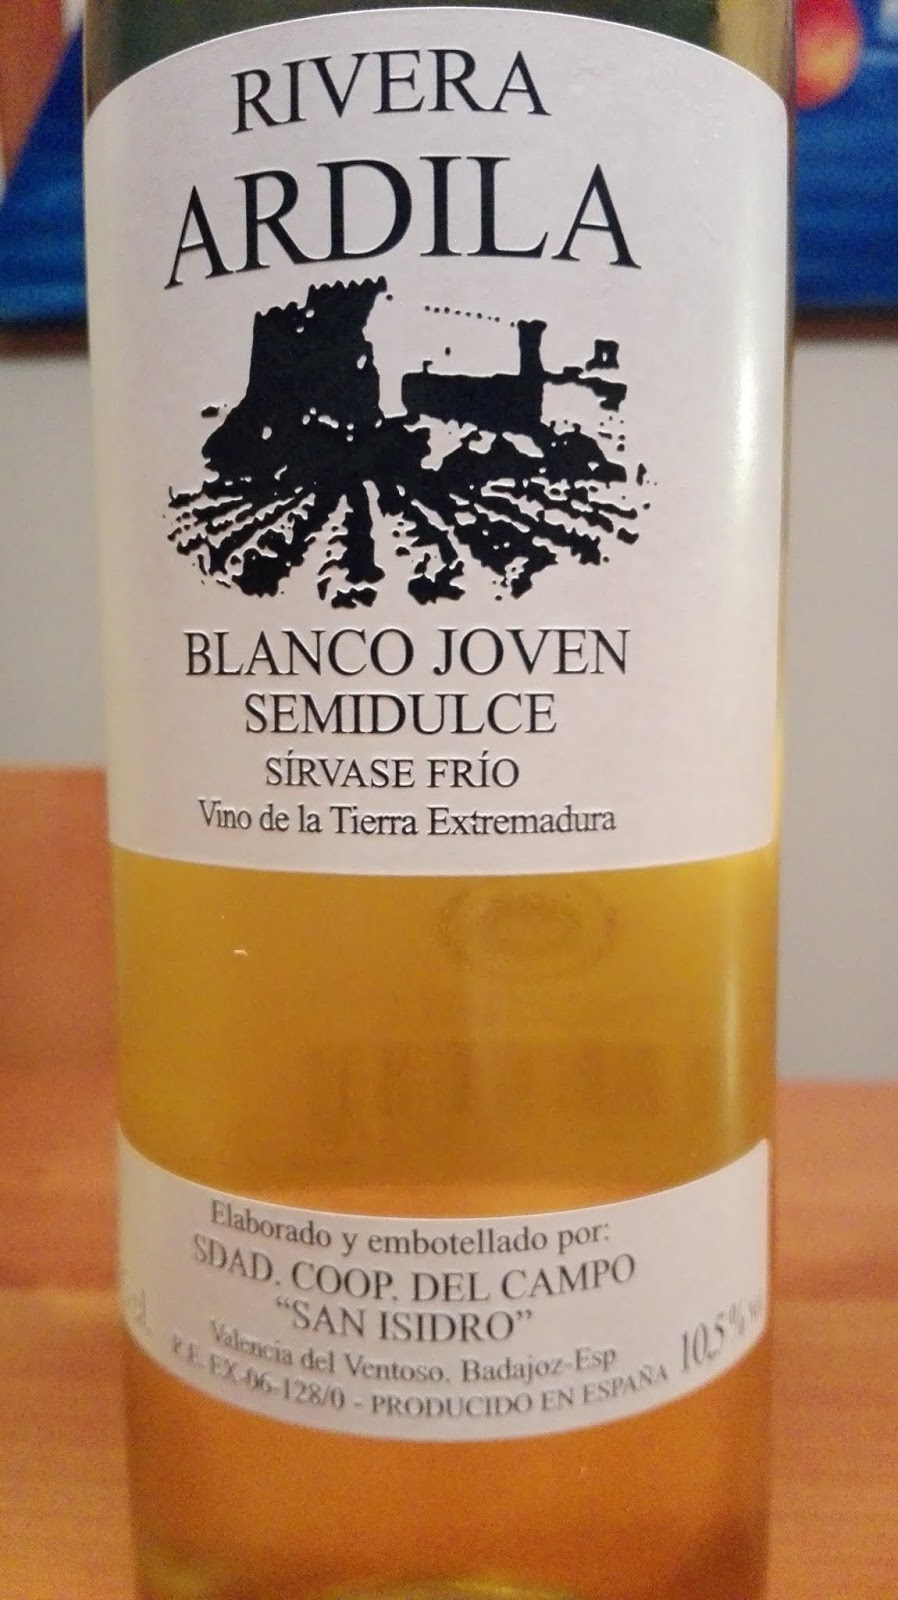 RIVERA
ARDILA
BLANCO JOVEN
SEMIDULCE
SÍRVASE FRÍO
Vino de la Tierra Extremadura
Elaborado y embotellado por:
SDAD. COOP. DEL CAMPO
“SAN ISIDRO”
Valencia del Ventoso, Badajoz-Esp
R.E. EX-06-128/0 - PRODUCIDO EN ESPAÑA 10,5%